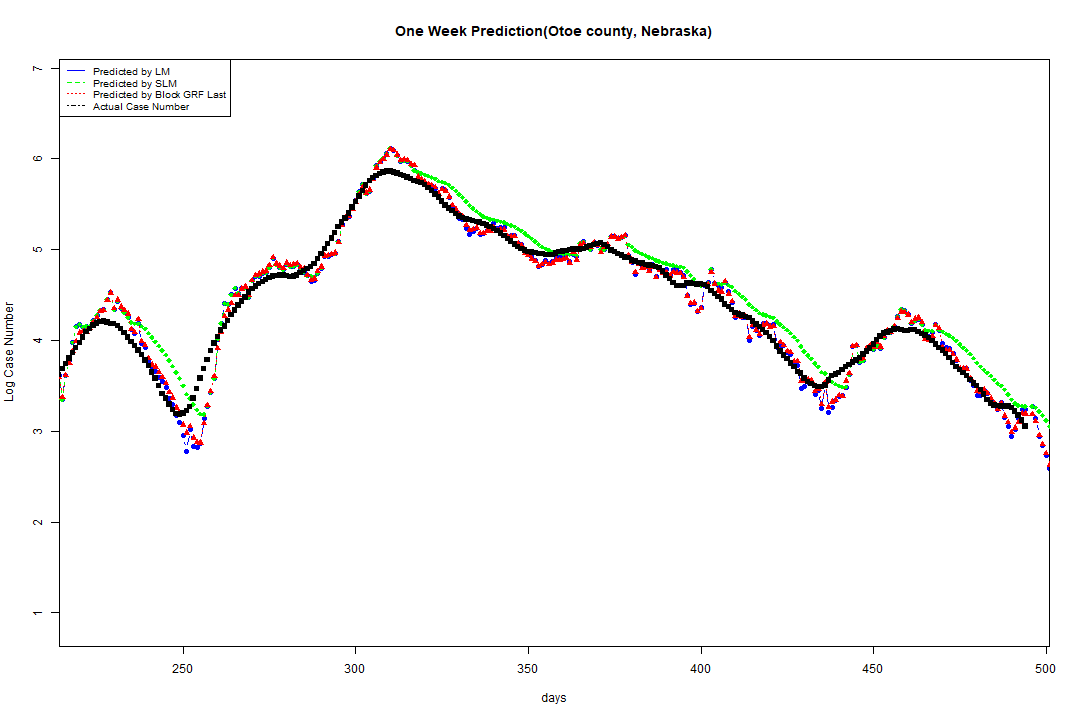 One Week Prediction(Otoe county, Nebraska)
Predicted by LM
Predicted by SLM
Predicted by Block GRF Last
Actual Case Number
Log Case Number
7
6
5
4
3
2
1
250 300 350 400 450 500
days